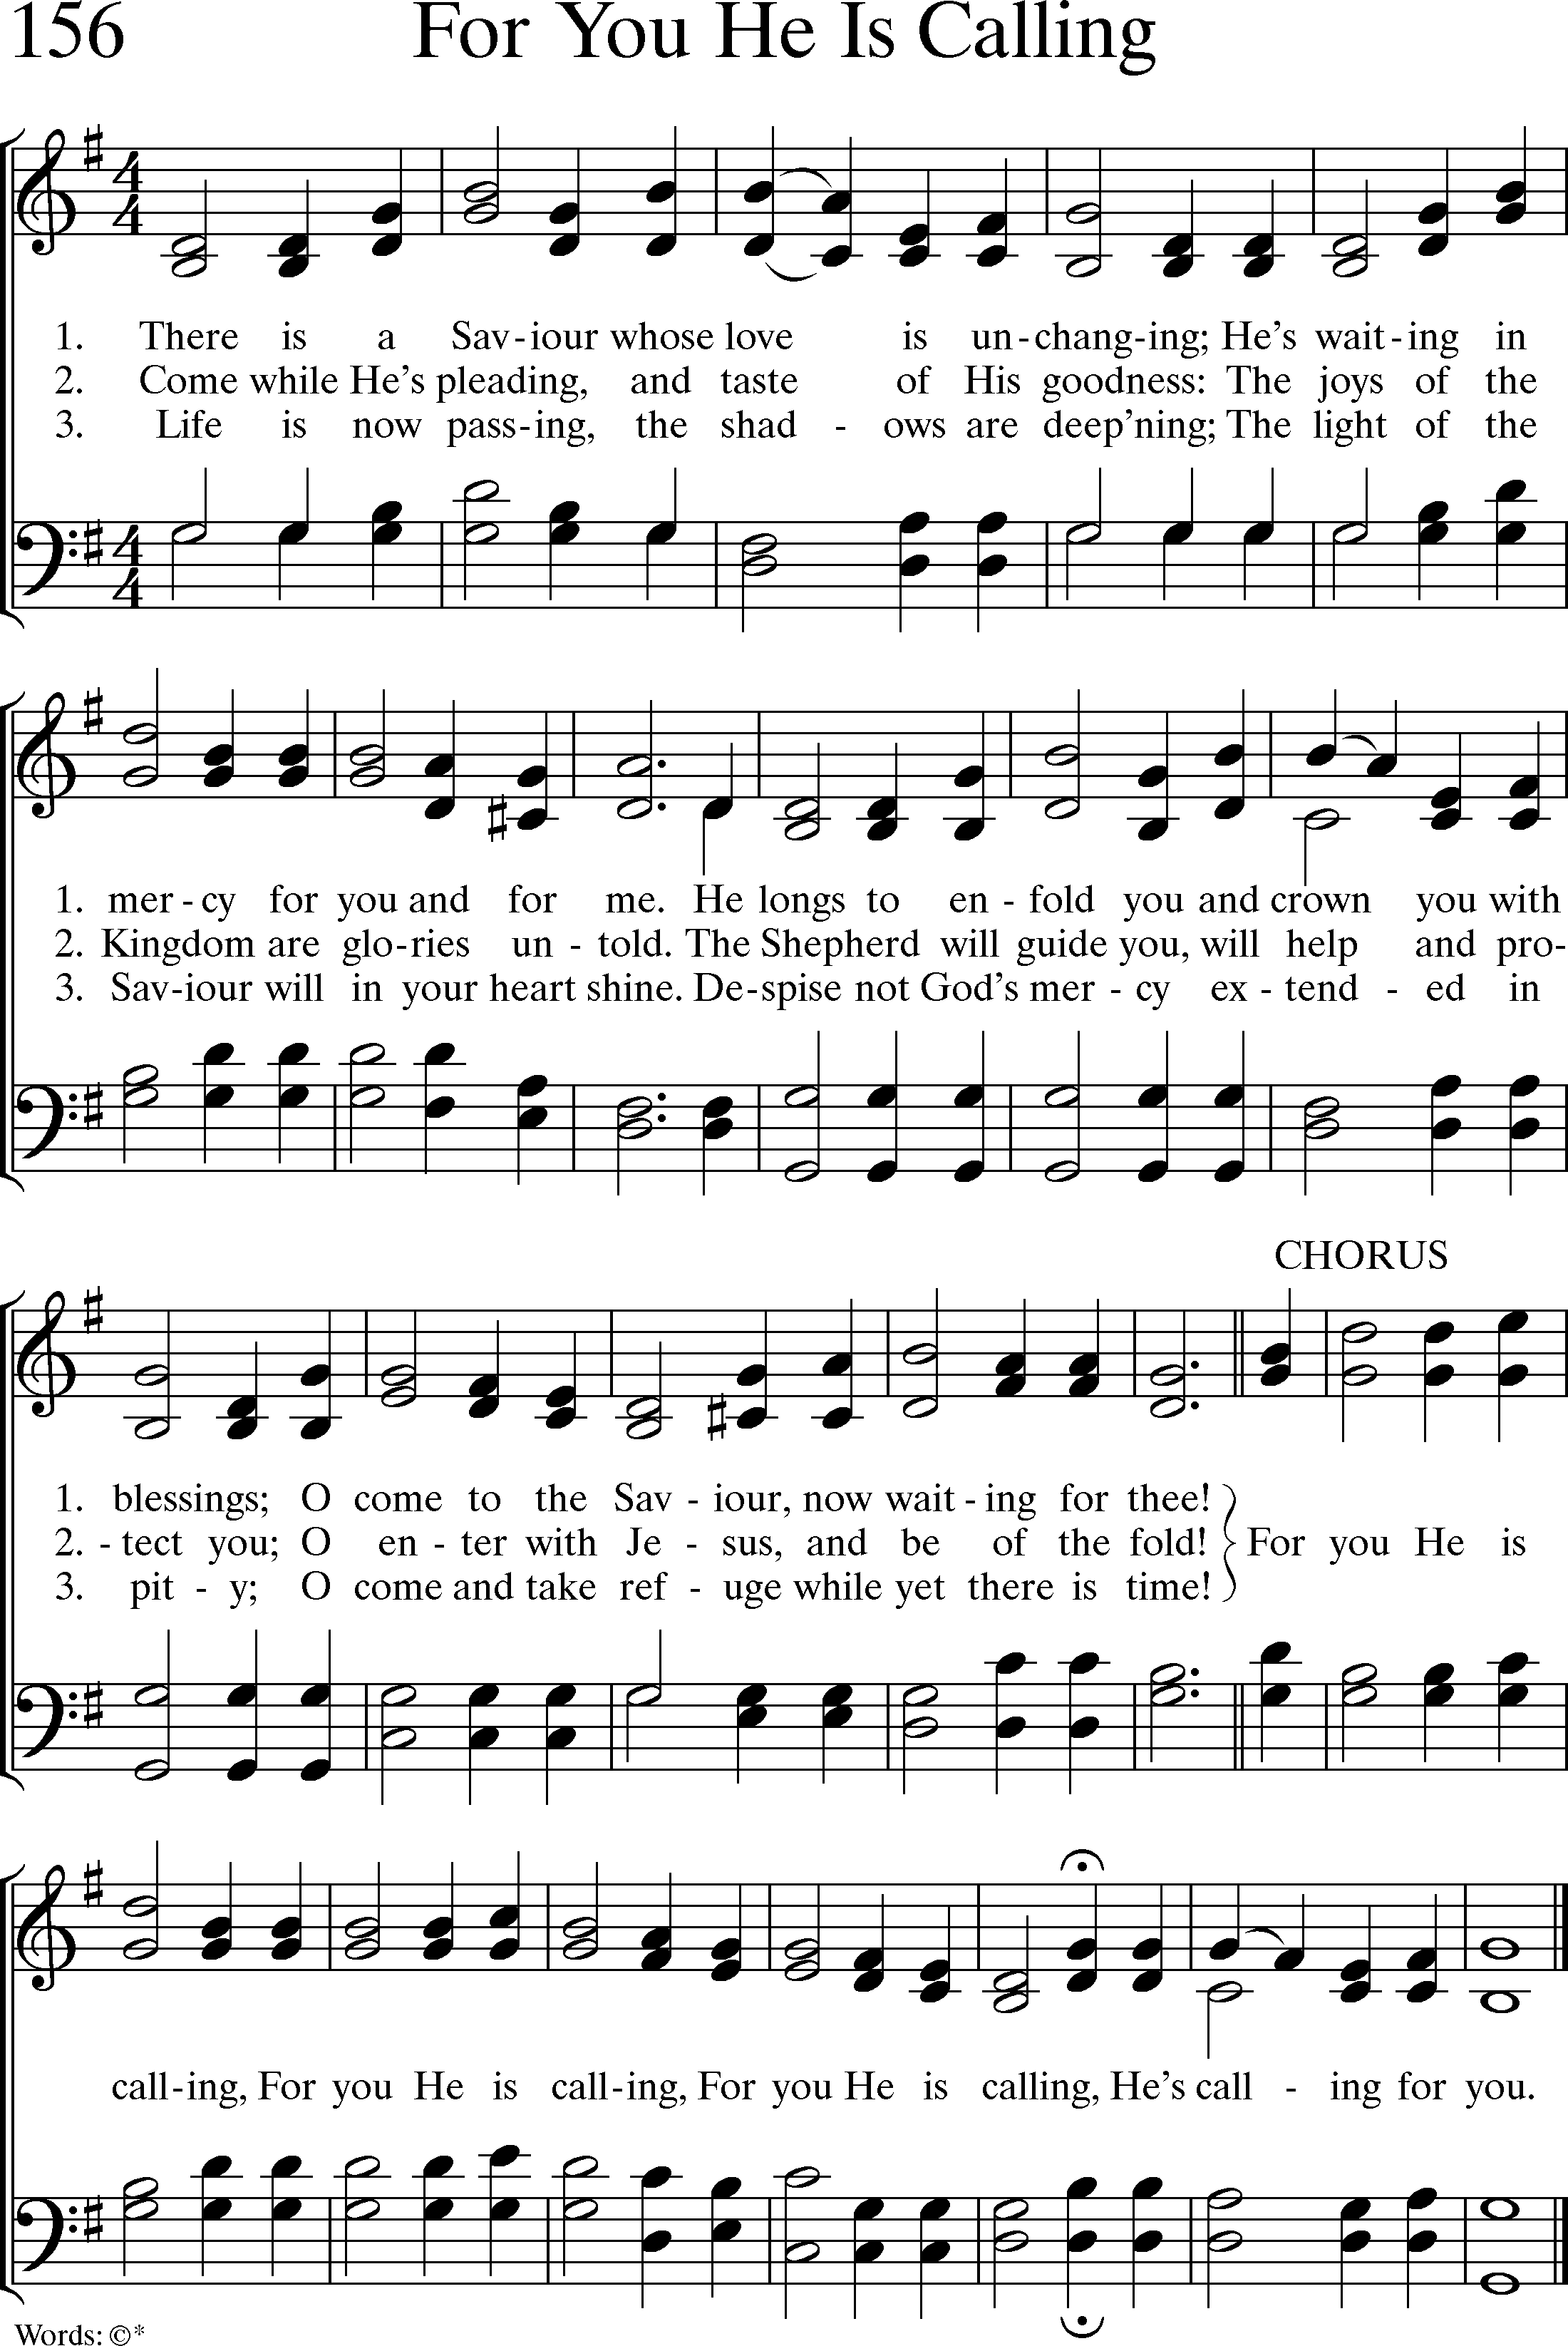 156 For You He Is Calling
1. There is a Sav-iour whose love is un-chang-ing; He's wait-ing in
2. Come while He's pleading, and taste of His goodness: The joys of the
3. Life is now pass-ing, the shad - ows are deep'ning; The light of the
1. mer-cy for you and for me. He longs to en-fold you and crown you with
2. Kingdom are glo-ries un-told. The Shepherd will guide you, will help and pro-
3. Sav-iour will in your heart shine. De-spise not God's mer-cy ex-tend-ed in
CHORUS
1. blessings; O come to the Sav-iour, now wait-ing for thee!
2. -tect you; O en-ter with Je-sus, and be of the fold! For you He is
3. pit-y; O come and take ref-uge while yet there is time!
call-ing, For you He is call-ing, For you He is calling, He's call - ing for you.
Words: ©*